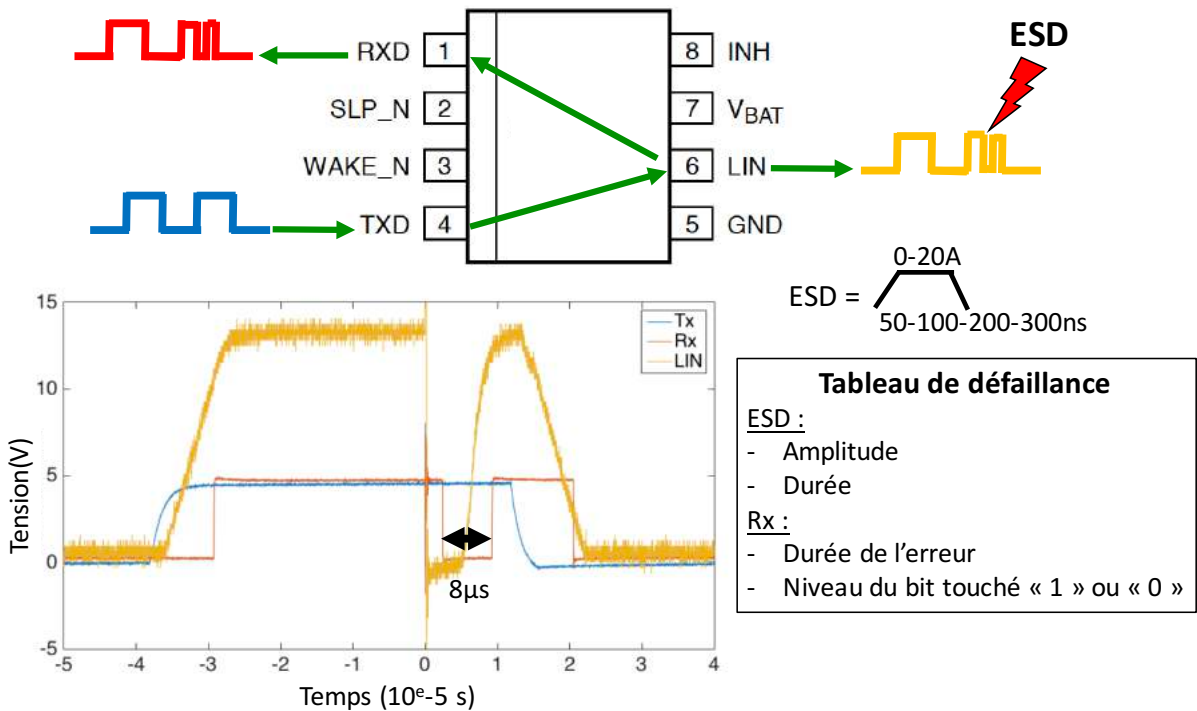 ESD
RXD 1
SLP_N 2
WAKE_N 3
TXD 4
8 INH
7 VBAT
6 LIN
5 GND
ESD =
0-20A
50-100-200-300ns
Tension(V)
15
10
5
0
-5
Tx
Rx
LIN
8µs
-5 -4 -3 -2 -1 0 1 2 3 4
Temps (10ᵉ-5 s)
Tableau de défaillance
ESD :
- Amplitude
- Durée
Rx :
- Durée de l’erreur
- Niveau du bit touché « 1 » ou « 0 »